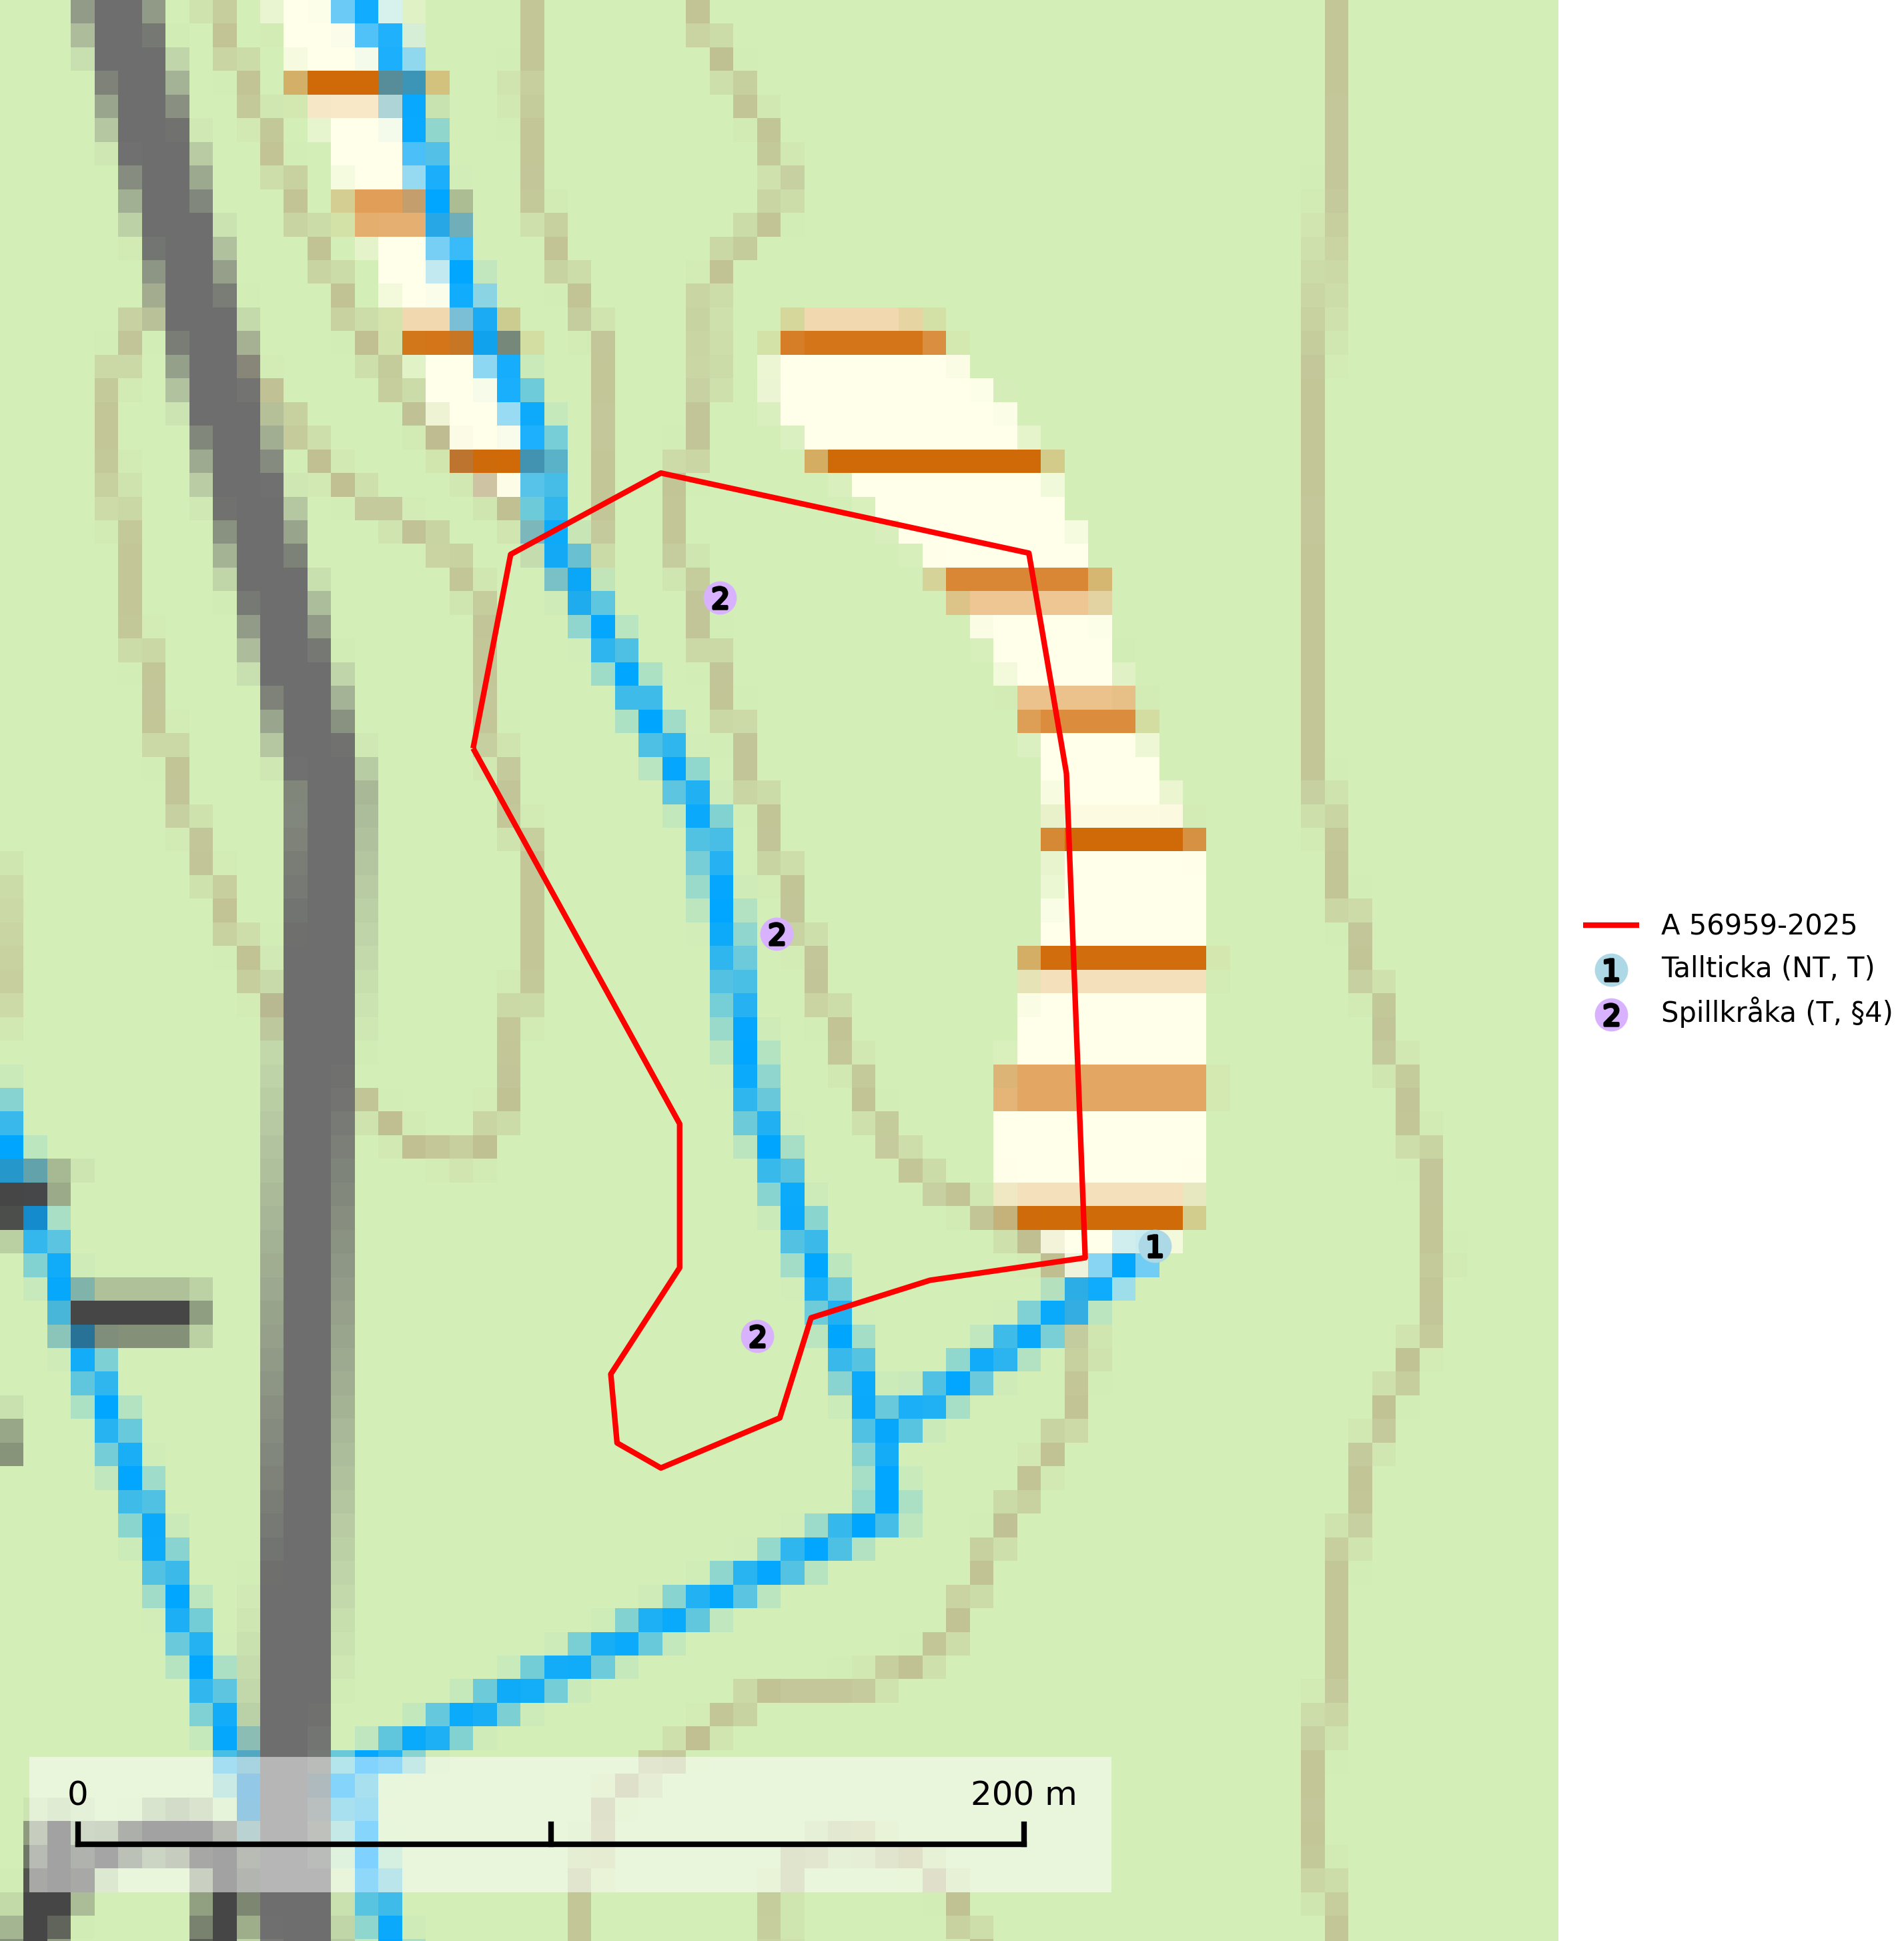 2
2
1
2
A 56959-2025
1 Tallticka (NT, T)
2 Spillkråka (T, §4)
0 200 m